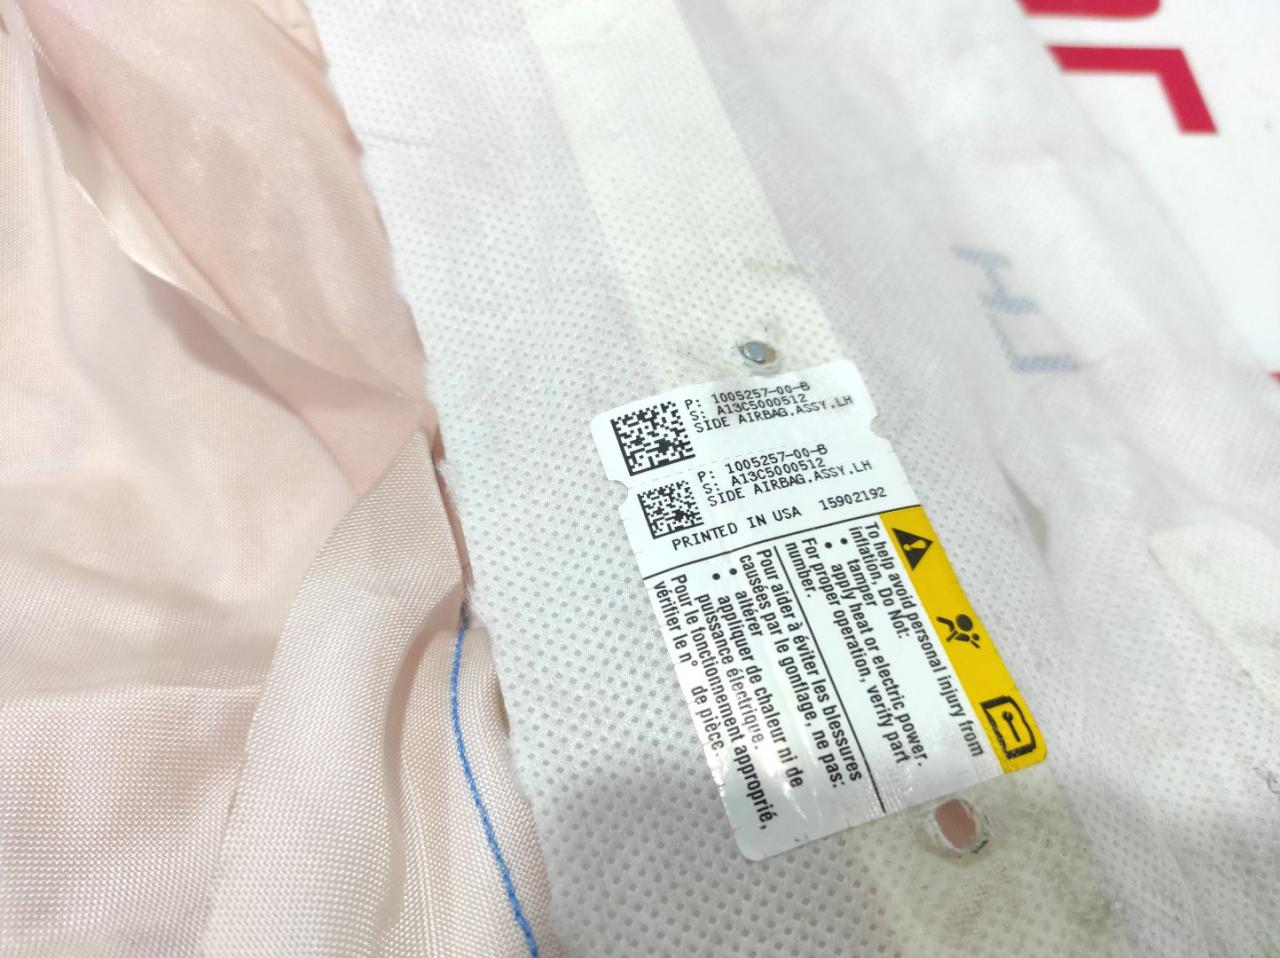 P: 1005257-00-B
S: A13C5000512
SIDE AIRBAG.ASSY.LH
P: 1005257-00-B
S: A13C5000512
SIDE AIRBAG.ASSY.LH
PRINTED IN USA 15902192
To help avoid personal injury from
inflation, Do Not:
• tamper
• apply heat or electric power.
For proper operation, verify part
number.
Pour aider à éviter les blessures
causées par le gonflage, ne pas:
• altérer
• appliquer de chaleur ni de
puissance électrique.
Pour le fonctionnement approprié,
vérifier le n° de pièce.